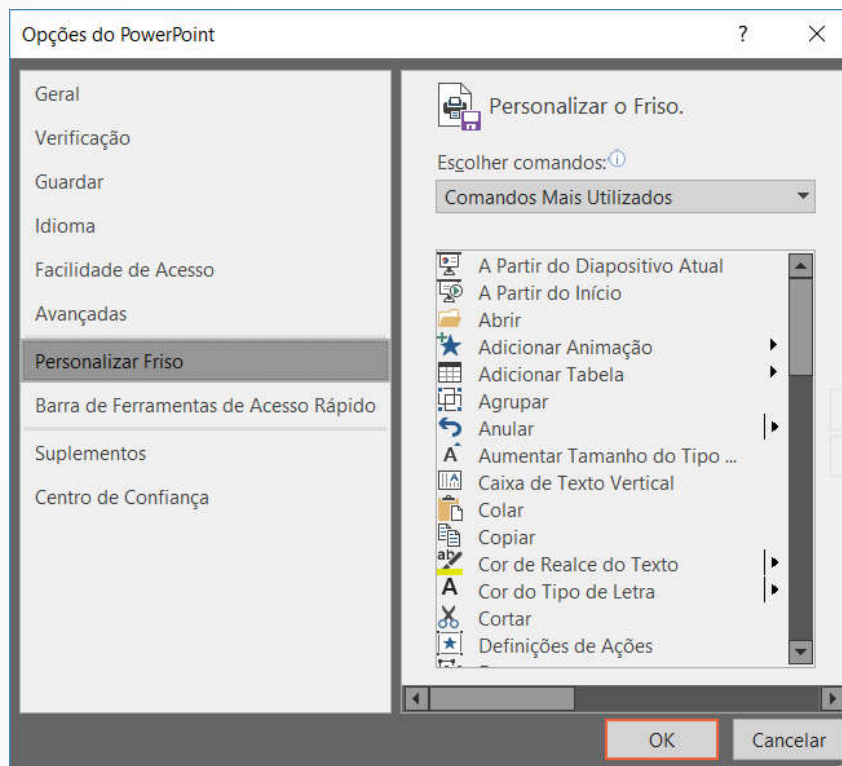 Opções do PowerPoint
?
Geral
Verificação
Guardar
Idioma
Facilidade de Acesso
Avançadas
Personalizar Friso
Barra de Ferramentas de Acesso Rápido
Suplementos
Centro de Confiança
Personalizar o Friso.
Escolher comandos:
Comandos Mais Utilizados
A Partir do Diapositivo Atual
A Partir do Início
Abrir
Adicionar Animação
Adicionar Tabela
Agrupar
Anular
Aumentar Tamanho do Tipo ...
Caixa de Texto Vertical
Colar
Copiar
Cor de Realce do Texto
Cor do Tipo de Letra
Cortar
Definições de Ações
OK
Cancelar